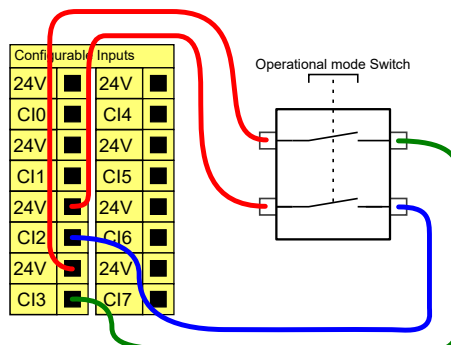 Configurable Inputs
Operational mode Switch
24V 24V
CI0 CI4
24V 24V
CI1 CI5
24V 24V
CI2 CI6
24V 24V
CI3 CI7